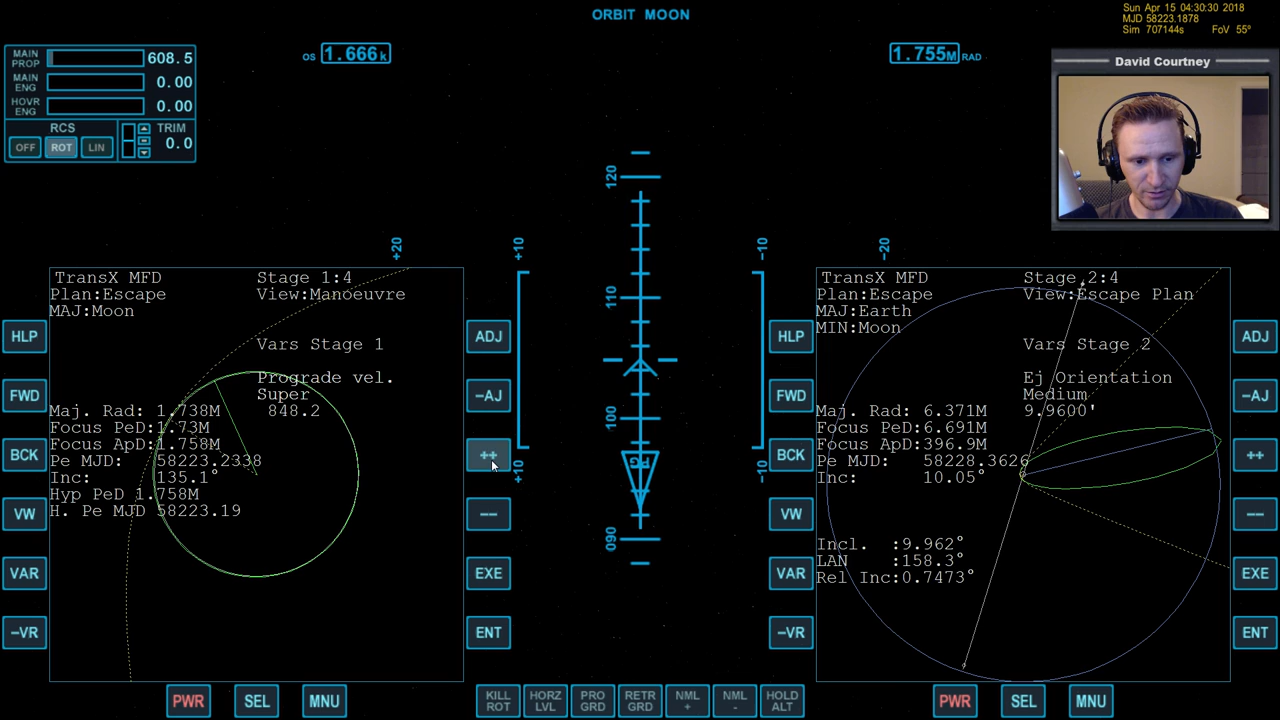 ORBIT MOON
Sun Apr 15 04:30:30 2018
MJD 58223.1878
Sim 707144s FoV 55°
David Courtney
MAIN PROP 608.5
MAIN ENG 0.00
HOVR ENG 0.00
RCS TRIM
OFF ROT LIN 0.0
OS 1.666k
1.755M RAD
120
110
100
090
+20 +10 -10 -20
+10 -10
PG
TransX MFD Stage 1:4
Plan:Escape View:Manoeuvre
MAJ:Moon
Vars Stage 1
Prograde vel.
Super
Maj. Rad: 1.738M 848.2
Focus PeD:1.73M
Focus ApD:1.758M
Pe MJD: 58223.2338
Inc: 135.1°
Hyp PeD 1.758M
H. Pe MJD 58223.19
HLP
FWD
BCK
VW
VAR
-VR
ADJ
-AJ
++
--
EXE
ENT
PWR SEL MNU
KILL ROT
HORZ LVL
PRO GRD
RETR GRD
NML +
NML -
HOLD ALT
TransX MFD Stage 2:4
Plan:Escape View:Escape Plan
MAJ:Earth
MIN:Moon
Vars Stage 2
Ej Orientation
Medium
Maj. Rad: 6.371M 9.9600'
Focus PeD:6.691M
Focus ApD:396.9M
Pe MJD: 58228.3626
Inc: 10.05°
Incl. :9.962°
LAN :158.3°
Rel Inc:0.7473°
HLP
FWD
BCK
VW
VAR
-VR
ADJ
-AJ
++
--
EXE
ENT
PWR SEL MNU